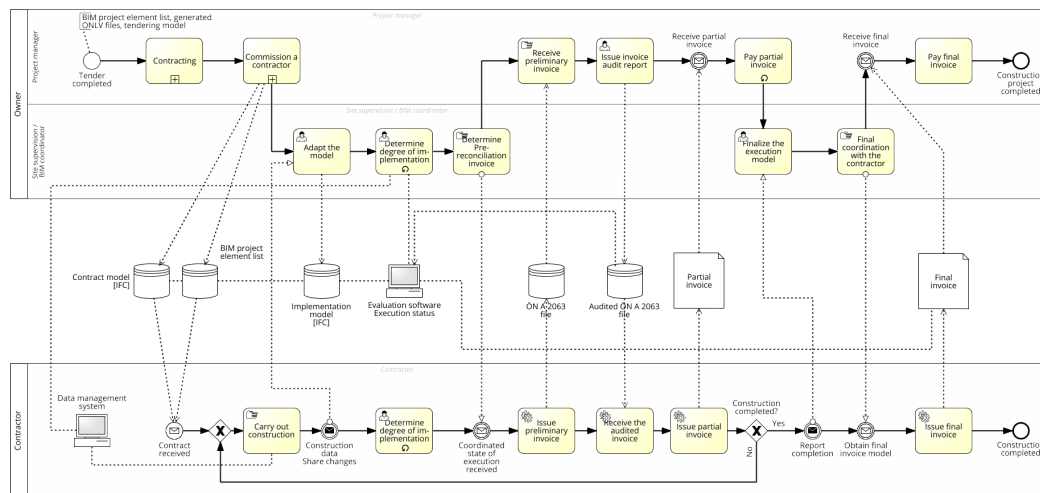 BIM project element list, generated
ONLV files, tendering model
Project manager
Project manager
Owner
Tender
completed
Contracting
Commission a
contractor
Receive
preliminary
invoice
Issue invoice
audit report
Receive partial
invoice
Pay partial
invoice
Receive final
invoice
Pay final
invoice
Constructio
project
completed
Site supervision / BIM coordinator
Site supervision /
BIM coordinator
Adapt the
model
Determine
degree of im-
plementation
Determine
Pre-
reconciliation
invoice
Finalize the
execution
model
Final
coordination
with the
contractor
BIM project
element list
Contract model
[IFC]
Implementation
model
[IFC]
Evaluation software
Execution status
ÖN A 2063
file
Audited ÖN A 2063
file
Partial
invoice
Final
invoice
Contractor
Contractor
Data management
system
Contract
received
Carry out
construction
Construction
data
Share changes
Determine
degree of im-
plementation
Coordinated
state of
execution
received
Issue
preliminary
invoice
Receive the
audited
invoice
Issue partial
invoice
Construction
completed?
Yes
No
Report
completion
Obtain final
invoice model
Issue final
invoice
Constructio
completed